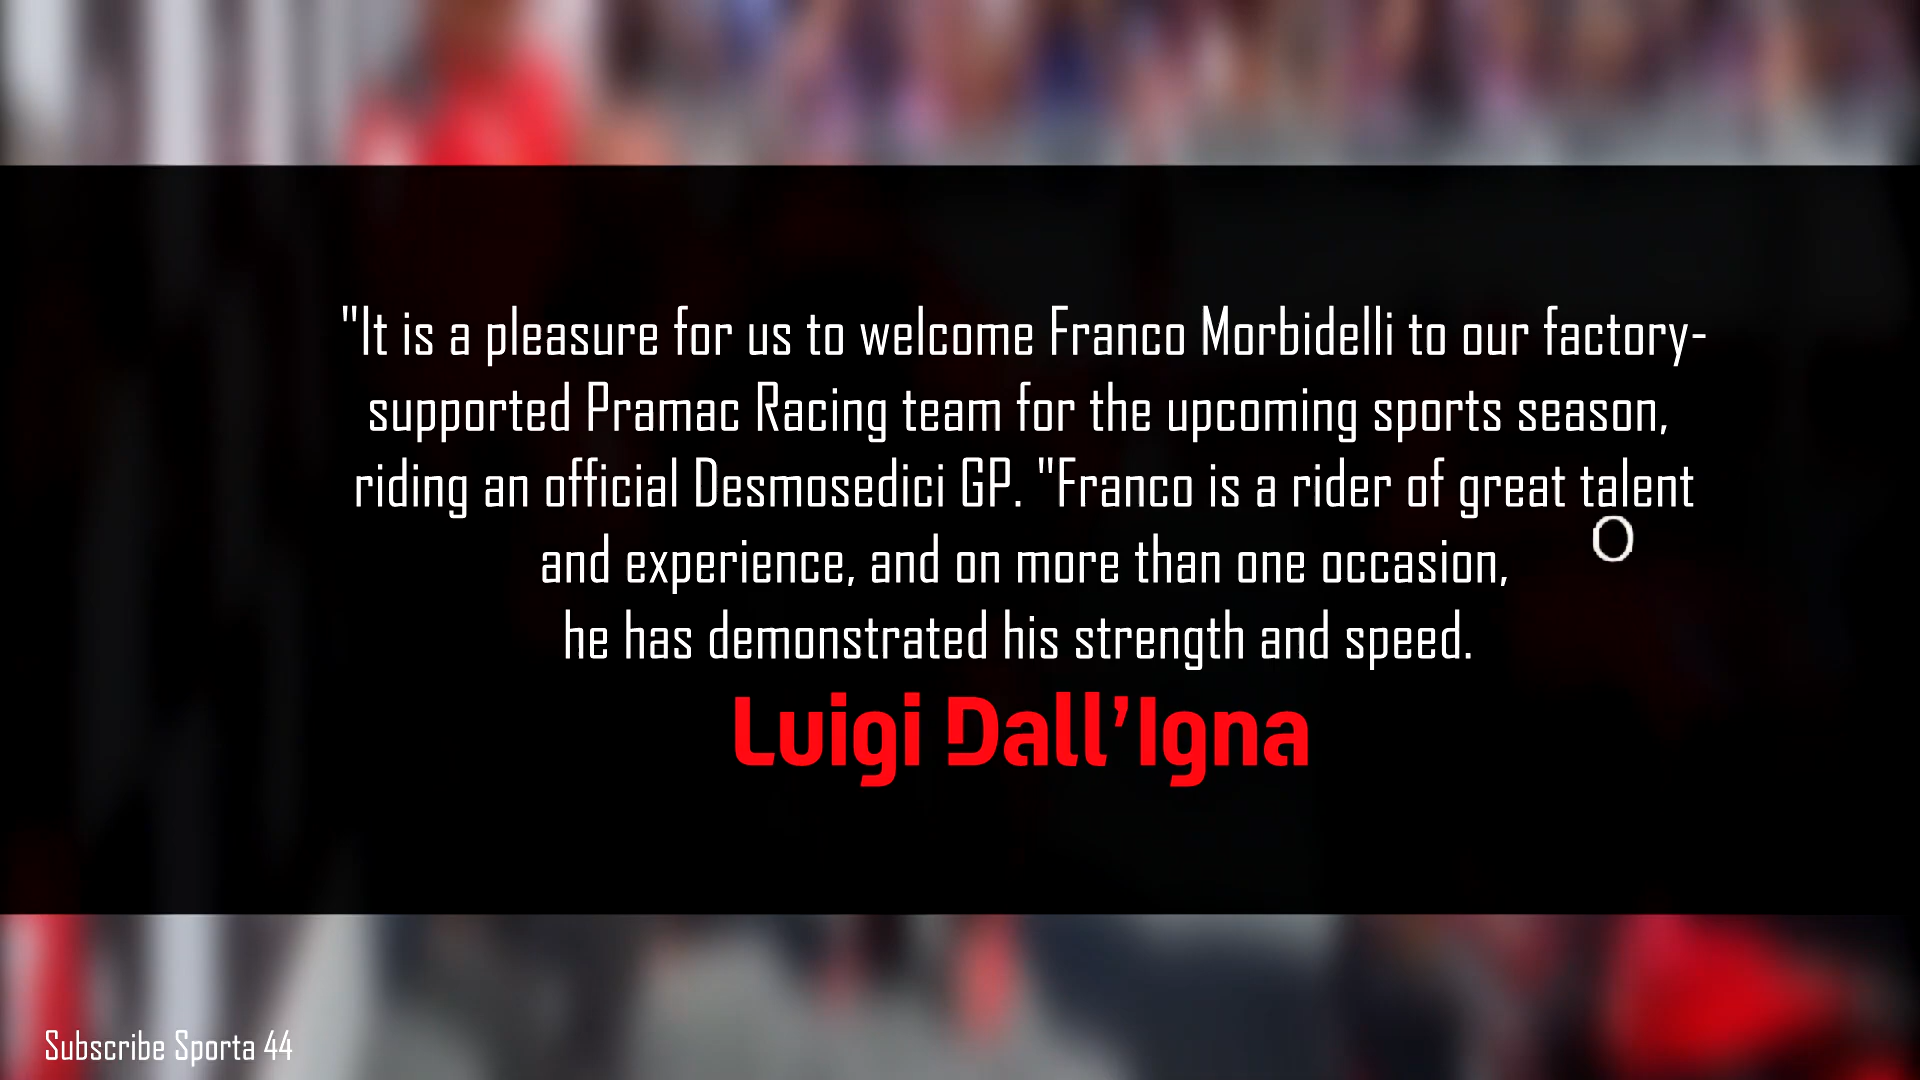 "It is a pleasure for us to welcome Franco Morbidelli to our factory-
supported Pramac Racing team for the upcoming sports season,
riding an official Desmosedici GP. "Franco is a rider of great talent
and experience, and on more than one occasion,
O
he has demonstrated his strength and speed.
Luigi Dall'Igna
Subscribe Sporta 44